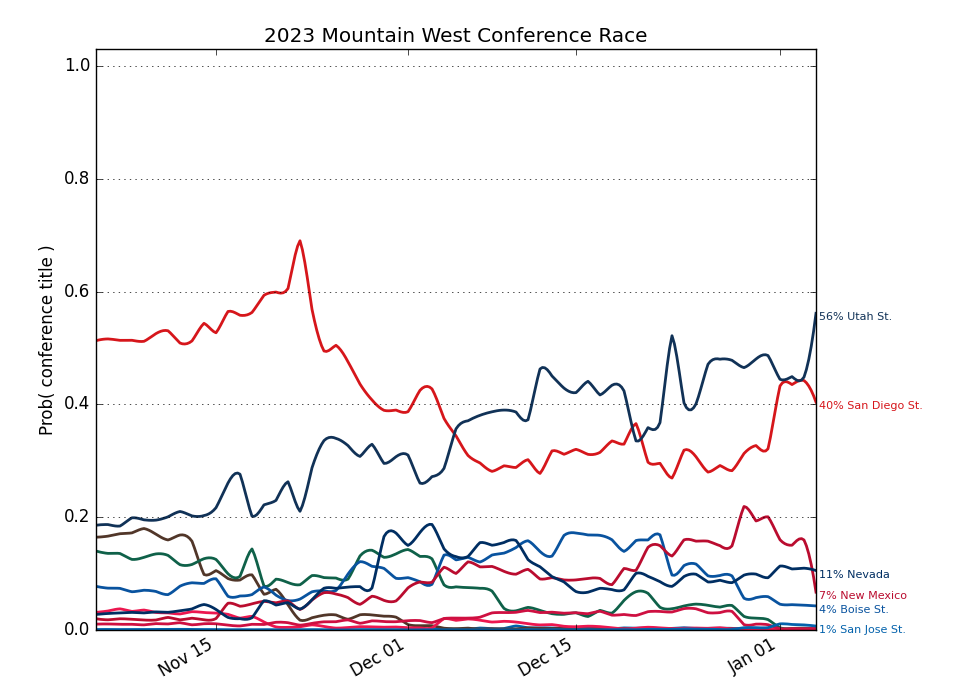 2023 Mountain West Conference Race
Prob( conference title )
1.0
0.8
0.6
0.4
0.2
0.0
Nov 15
Dec 01
Dec 15
Jan 01
56% Utah St.
40% San Diego St.
11% Nevada
7% New Mexico
4% Boise St.
1% San Jose St.